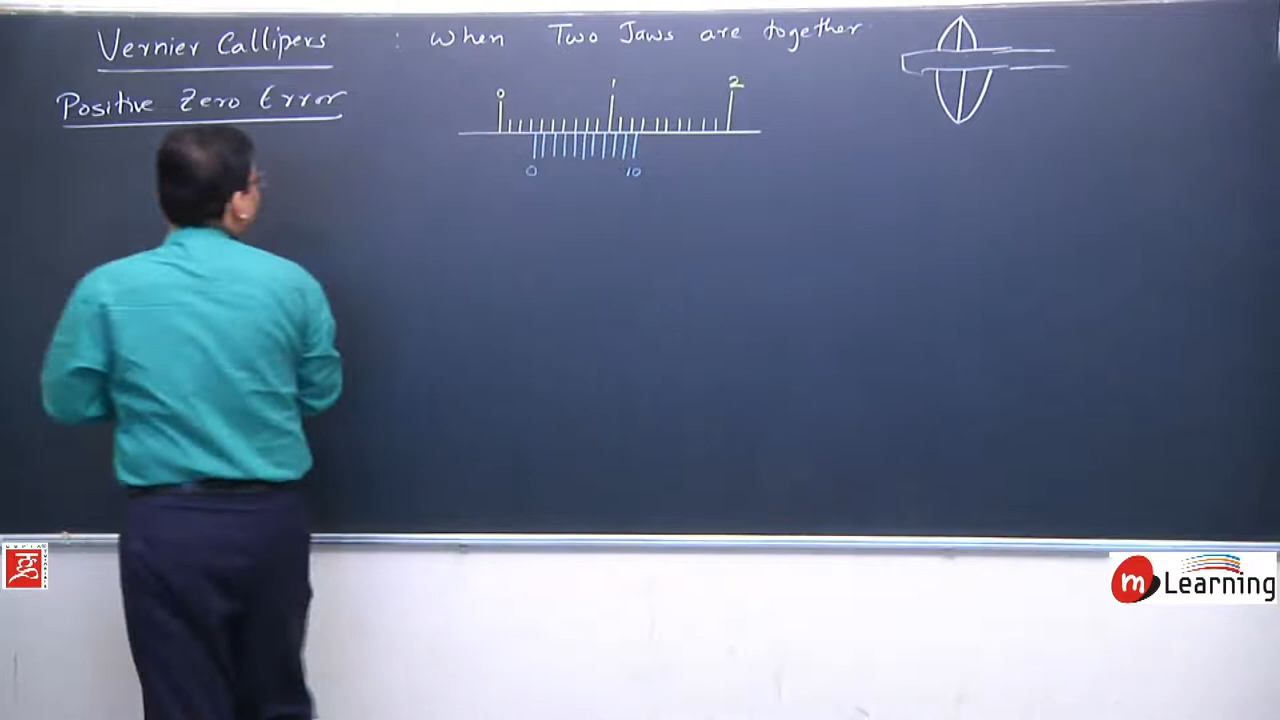 Vernier Callipers : When Two Jaws are together
Positive Zero Error
0 1 2
0 10
m Learning